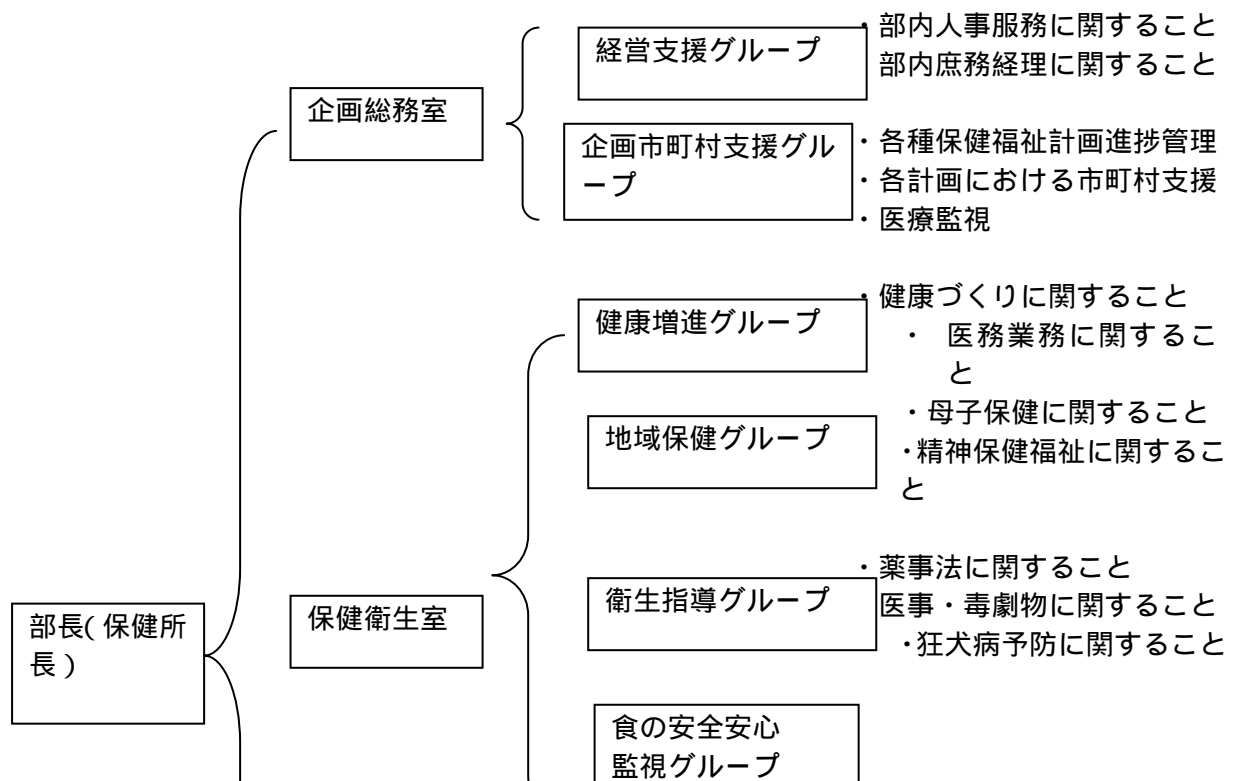 経営支援グループ
・部内人事服務に関すること
部内庶務経理に関すること
企画総務室
企画市町村支援グル
ープ
・各種保健福祉計画進捗管理
・各計画における市町村支援
・医療監視
健康増進グループ
・健康づくりに関すること
・ 医務業務に関するこ
と
地域保健グループ
・母子保健に関すること
・精神保健福祉に関するこ
と
部長(保健所
長)
保健衛生室
衛生指導グループ
・薬事法に関すること
医事・毒劇物に関すること
・狂犬病予防に関すること
食の安全安心
監視グループ